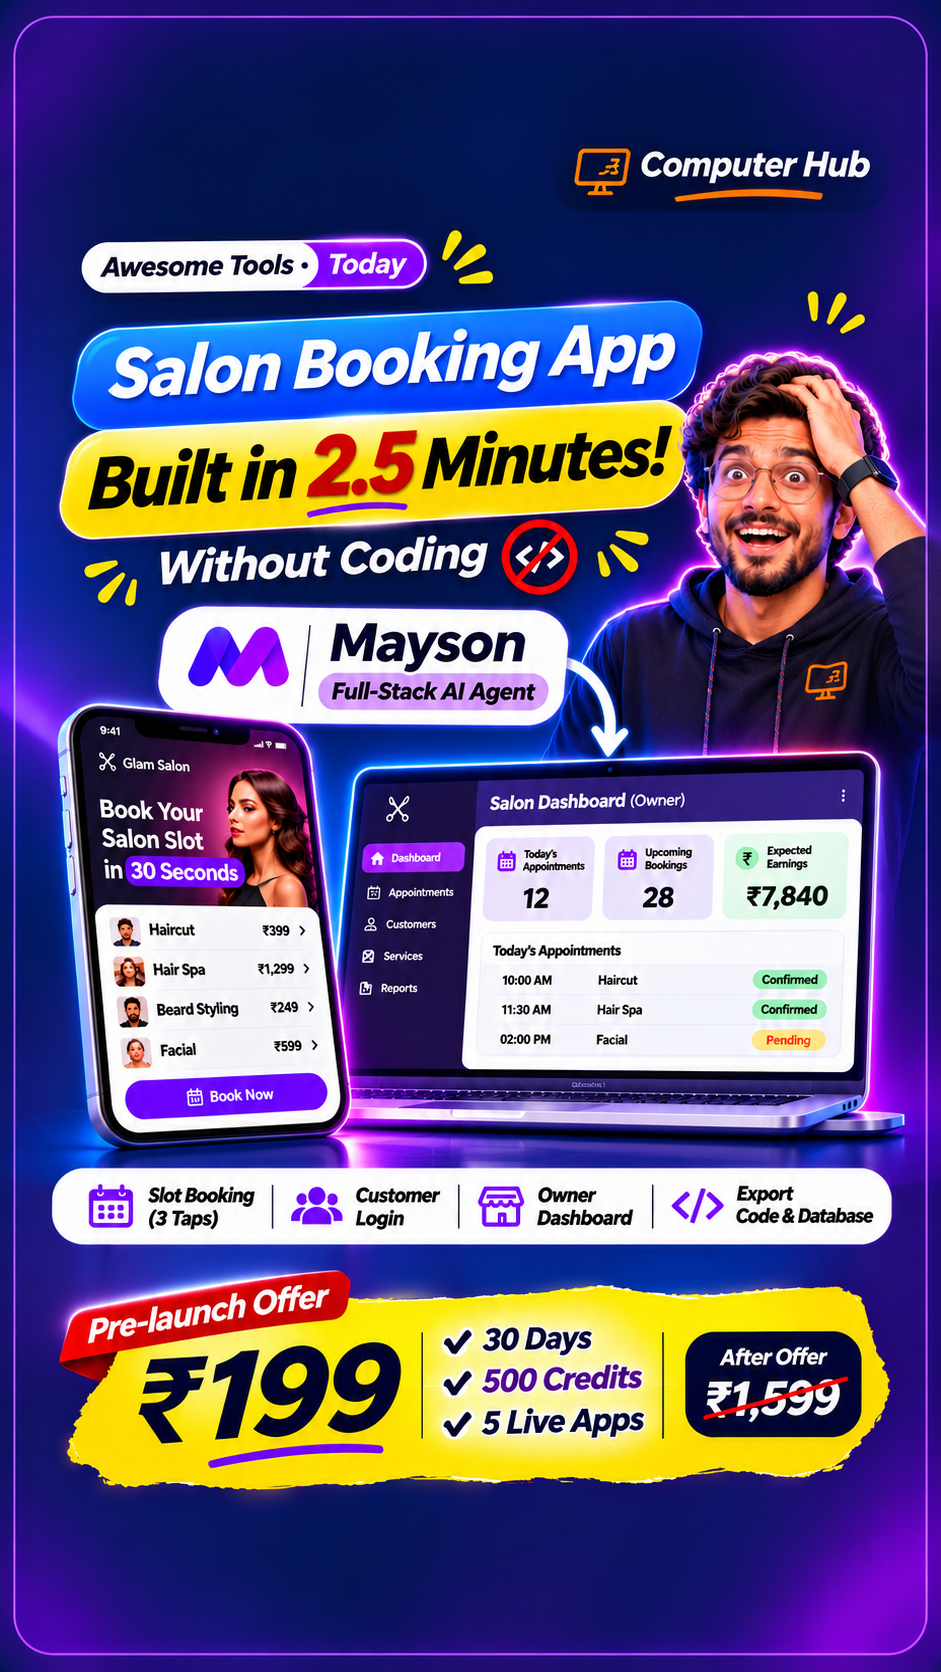 Computer Hub
Awesome Tools • Today
Salon Booking App
Built in 2.5 Minutes!
Without Coding </>
Mayson
Full-Stack AI Agent
9:41
Glam Salon
Book Your
Salon Slot
in 30 Seconds
Haircut ₹399 >
Hair Spa ₹1,299 >
Beard Styling ₹249 >
Facial ₹599 >
Book Now
Salon Dashboard (Owner)
Dashboard
Appointments
Customers
Services
Reports
Today's
Appointments
12
Upcoming
Bookings
28
₹
Expected
Earnings
₹7,840
Today's Appointments
10:00 AM Haircut Confirmed
11:30 AM Hair Spa Confirmed
02:00 PM Facial Pending
Slot Booking
(3 Taps)
Customer
Login
Owner
Dashboard
</>
Export
Code & Database
Pre-launch Offer
₹199
30 Days
500 Credits
5 Live Apps
After Offer
₹1,599